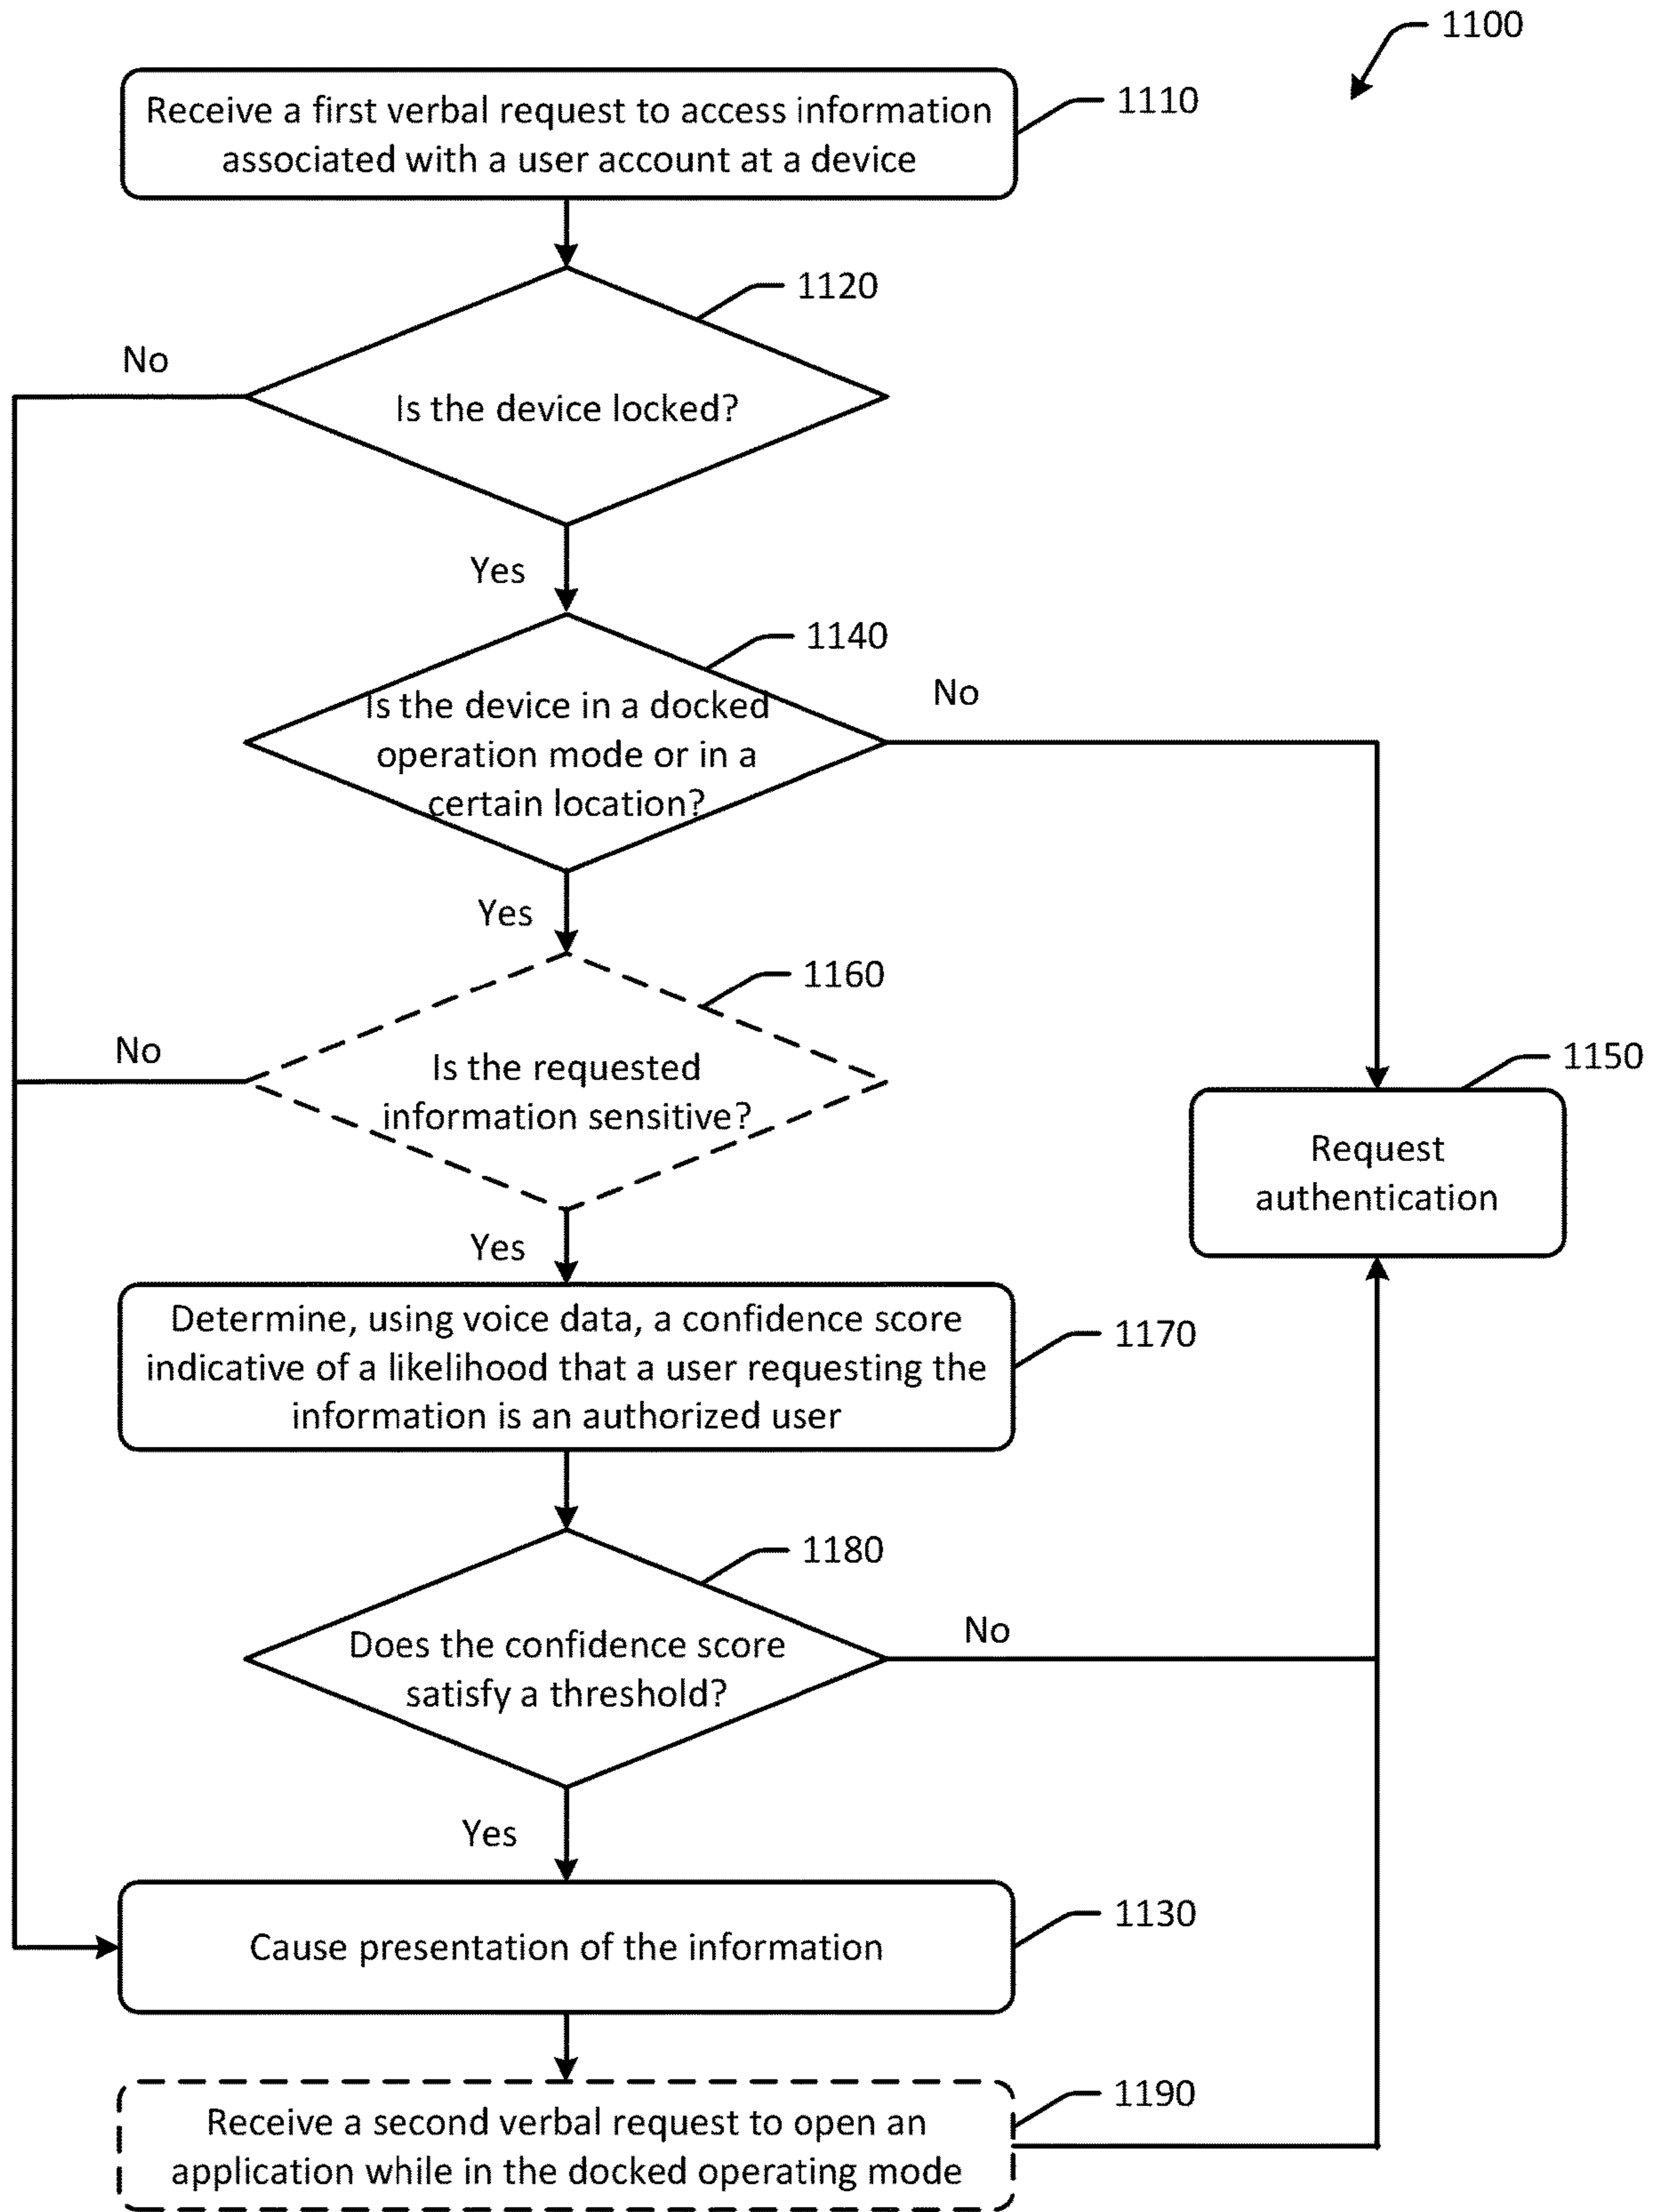 1100
Receive a first verbal request to access information
associated with a user account at a device
1110
1120
No
Is the device locked?
Yes
1140
Is the device in a docked
operation mode or in a
certain location?
No
Yes
1160
No
Is the requested
information sensitive?
1150
Request
authentication
Yes
Determine, using voice data, a confidence score
indicative of a likelihood that a user requesting the
information is an authorized user
1170
1180
Does the confidence score
satisfy a threshold?
No
Yes
Cause presentation of the information
1130
Receive a second verbal request to open an
application while in the docked operating mode
1190